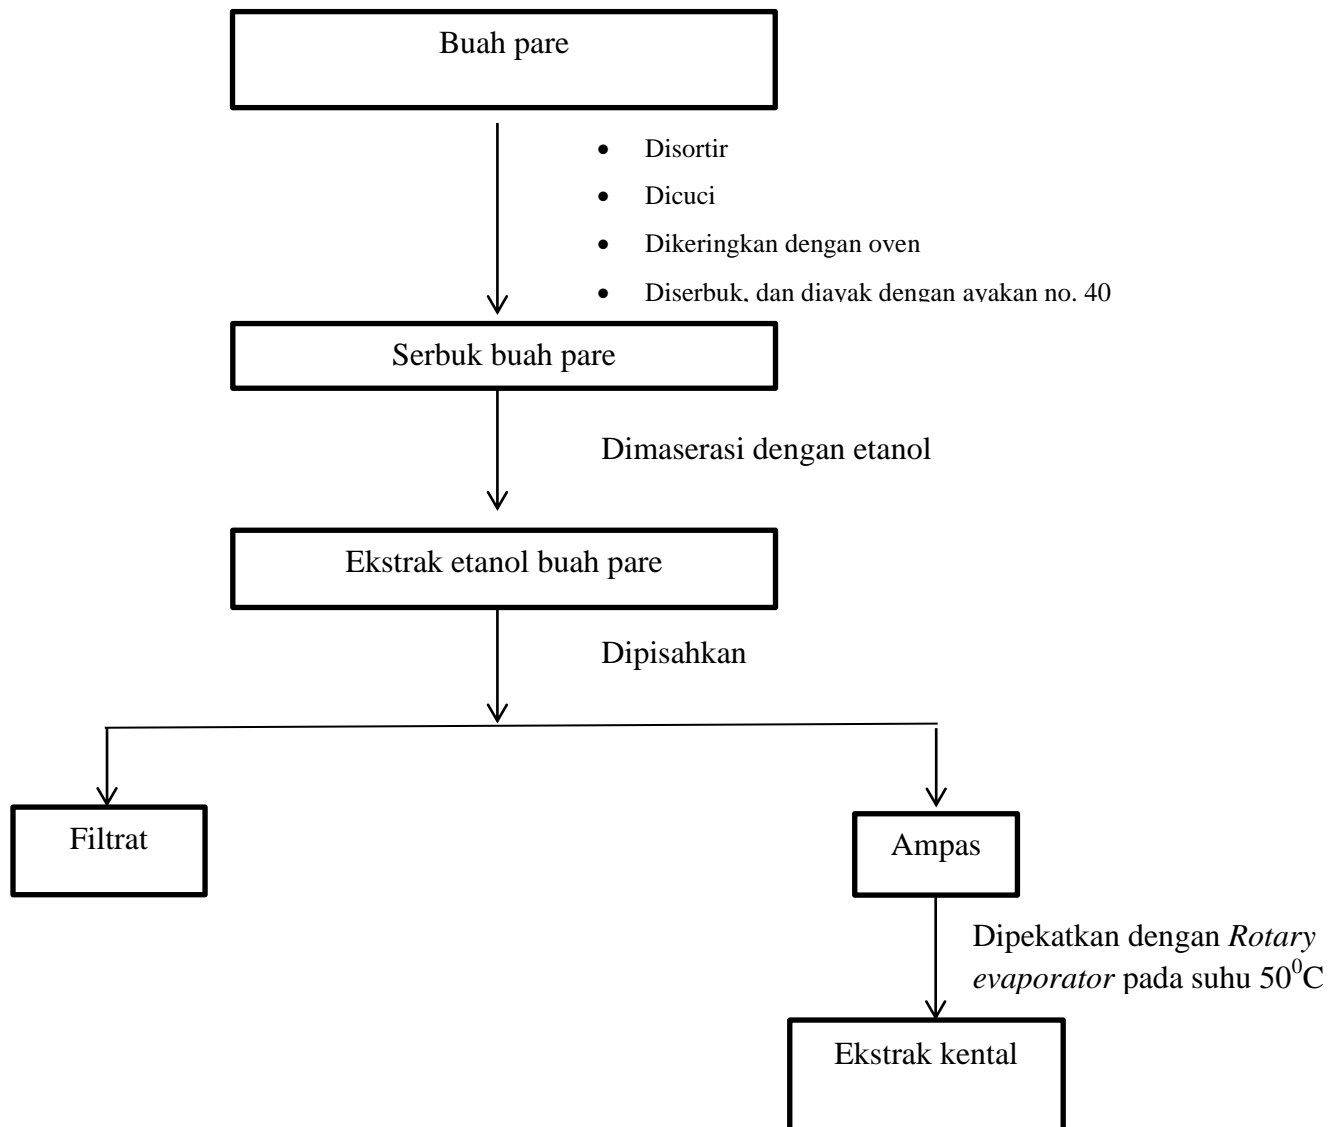 Buah pare
• Disortir
• Dicuci
• Dikeringkan dengan oven
• Diserbuk, dan diayak dengan ayakan no. 40
Serbuk buah pare
Dimaserasi dengan etanol
Ekstrak etanol buah pare
Dipisahkan
Filtrat
Ampas
Dipekatkan dengan Rotary
evaporator pada suhu 50⁰C
Ekstrak kental